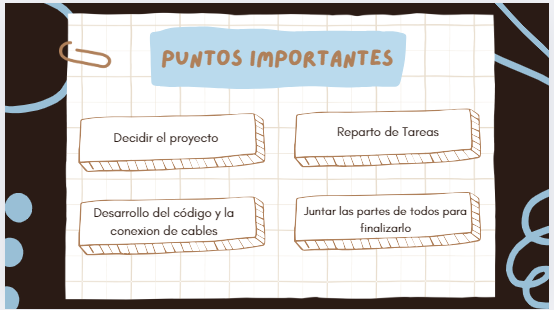 PUNTOS IMPORTANTES
Decidir el proyecto
Reparto de Tareas
Desarrollo del código y la
conexion de cables
Juntar las partes de todos para
finalizarlo